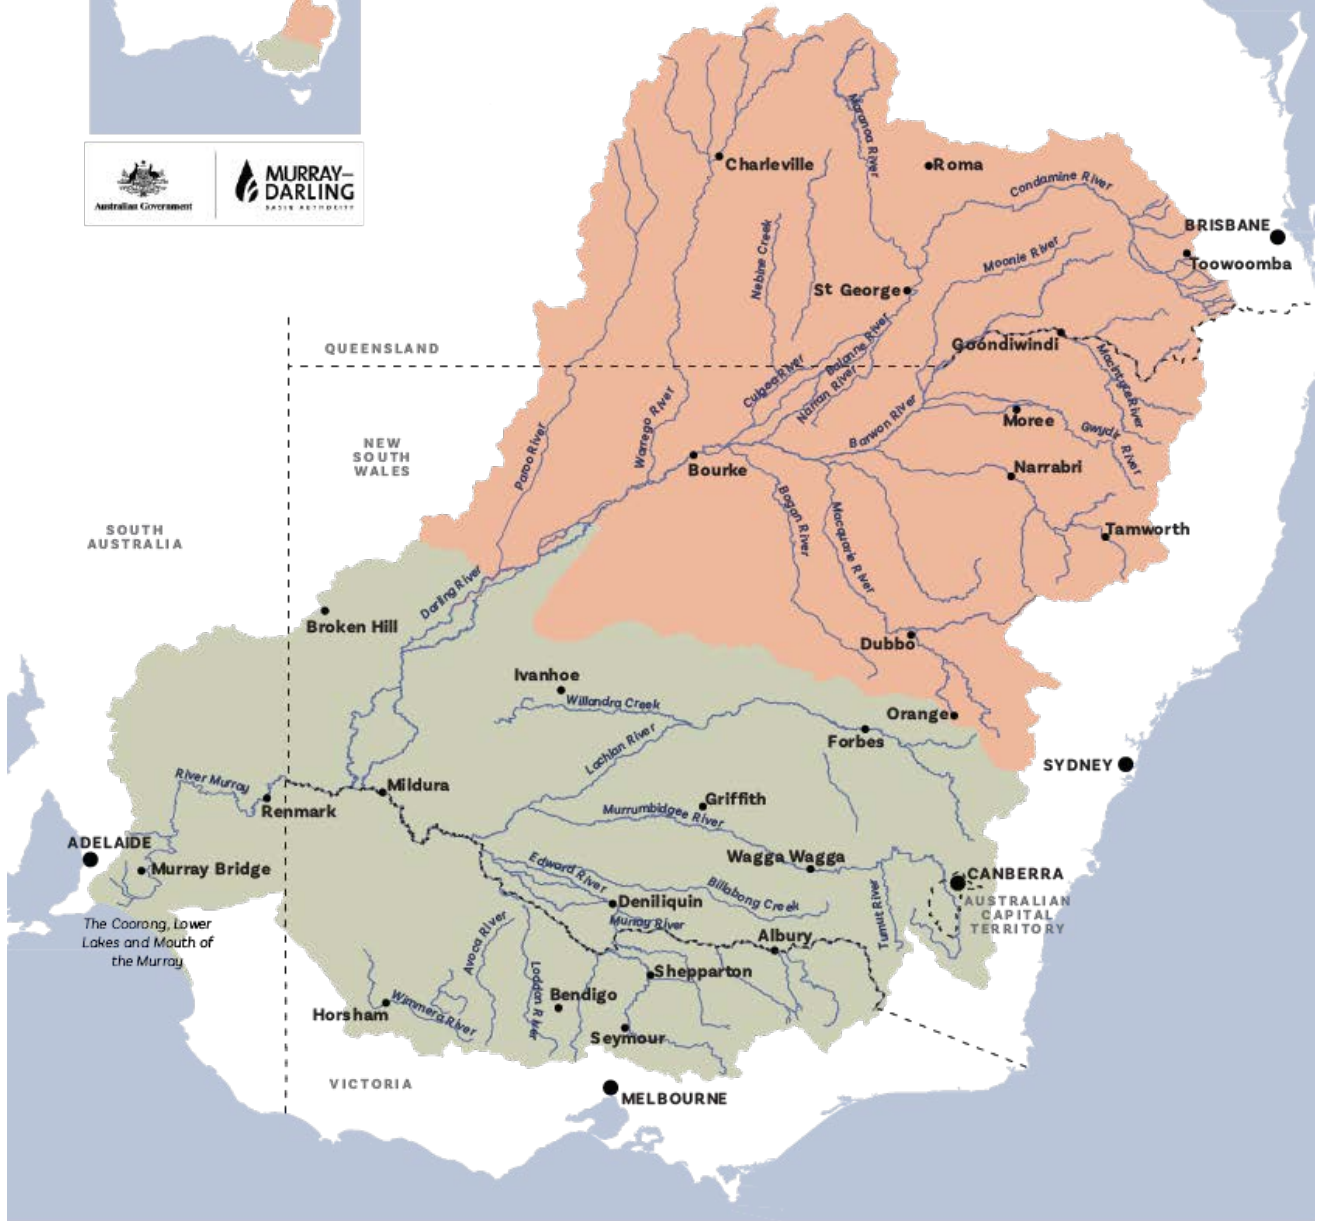 Australian Government
MURRAY–
DARLING
BASIN AUTHORITY
Charleville
Maranoa River
Roma
Condamine River
BRISBANE
Toowoomba
Nebine Creek
Moonie River
St George
QUEENSLAND
Goondiwindi
Culgoa River
Balonne River
Narran River
Macintyre River
Warrego River
Paroo River
Barwon River
Moree
Gwydir River
NEW
SOUTH
WALES
Bourke
Narrabri
Bogan River
Macquarie River
Tamworth
SOUTH
AUSTRALIA
Darling River
Broken Hill
Dubbo
Ivanhoe
Willandra Creek
Orange
Forbes
Lachlan River
SYDNEY
River Murray
Renmark
Mildura
Griffith
Murrumbidgee River
ADELAIDE
Murray Bridge
Wagga Wagga
Edward River
Billabong Creek
CANBERRA
AUSTRALIAN
CAPITAL
TERRITORY
Tumut River
Deniliquin
Murray River
Albury
The Coorong, Lower
Lakes and Mouth of
the Murray
Avoca River
Loddon River
Shepparton
Bendigo
Horsham
Wimmera River
Seymour
VICTORIA
MELBOURNE